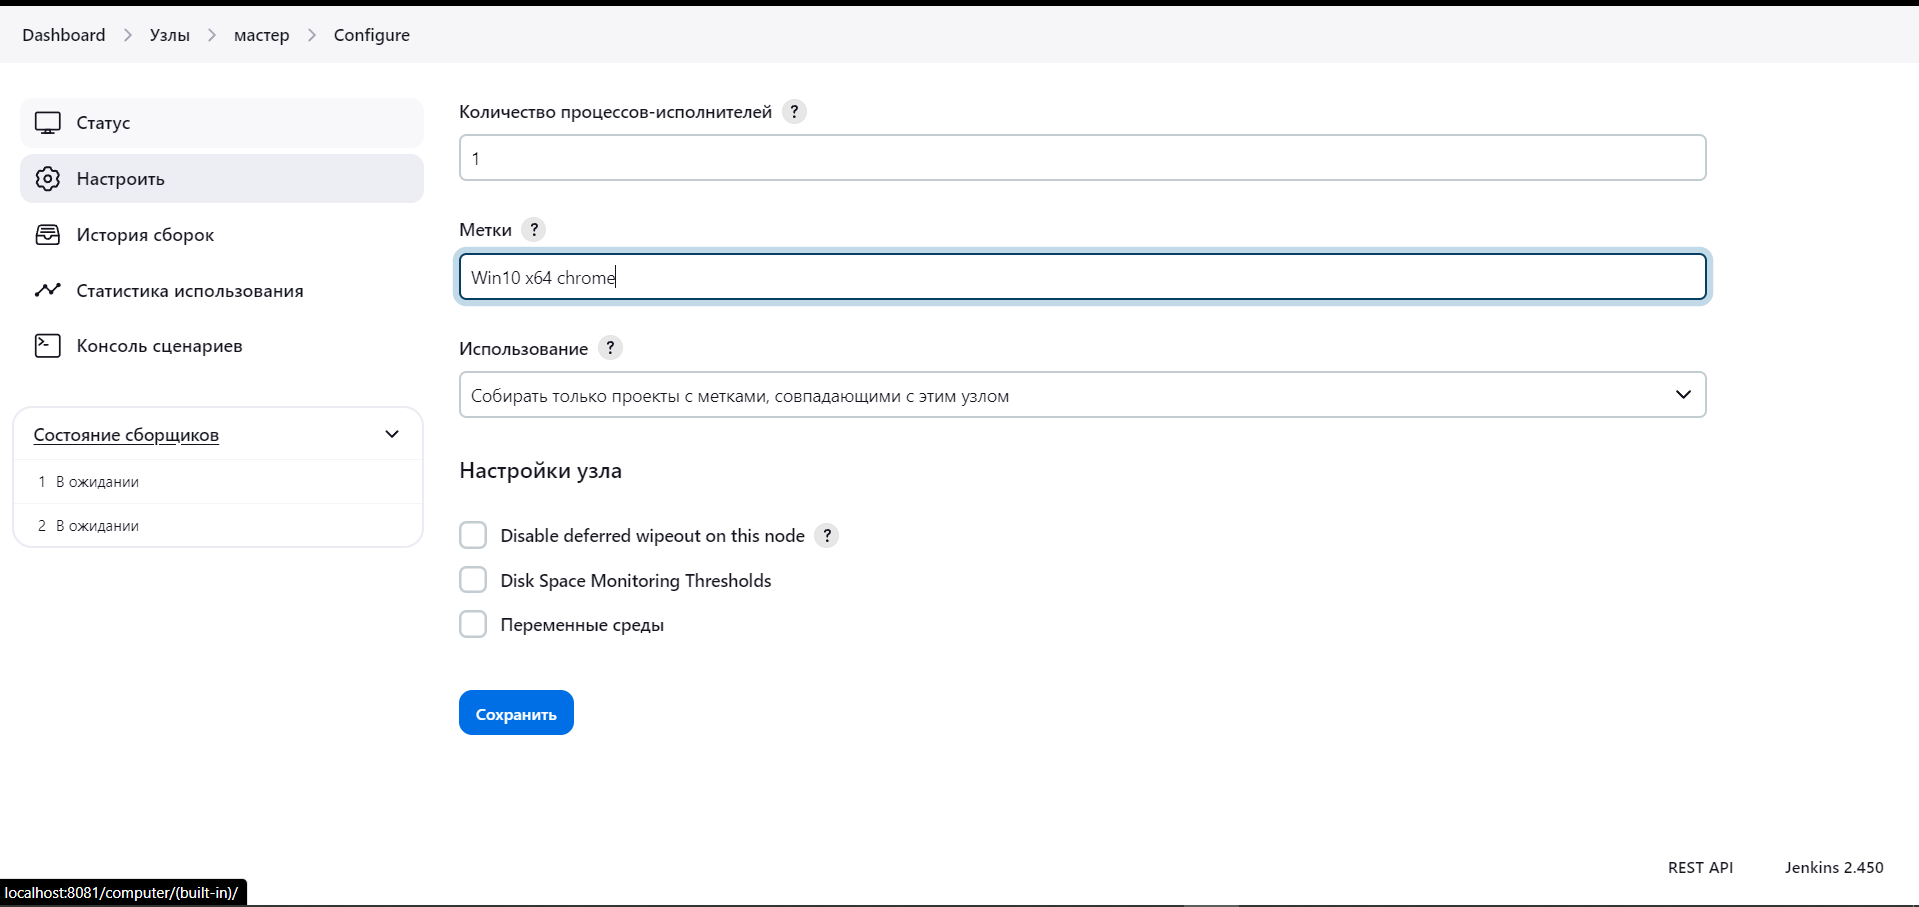 Dashboard > Узлы > мастер > Configure
Статус
Настроить
История сборок
Статистика использования
Консоль сценариев
Состояние сборщиков
1 В ожидании
2 В ожидании
Количество процессов-исполнителей ?
1
Метки ?
Win10 x64 chrome
Использование ?
Собирать только проекты с метками, совпадающими с этим узлом
Настройки узла
Disable deferred wipeout on this node ?
Disk Space Monitoring Thresholds
Переменные среды
Сохранить
REST API Jenkins 2.450
localhost:8081/computer/(built-in)/